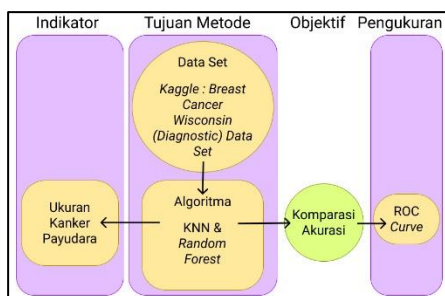 Indikator
Tujuan Metode
Objektif
Pengukuran
Data Set
Kaggle : Breast
Cancer
Wisconsin
(Diagnostic) Data
Set
Ukuran
Kanker
Payudara
Algoritma
KNN &
Random
Forest
Komparasi
Akurasi
ROC
Curve